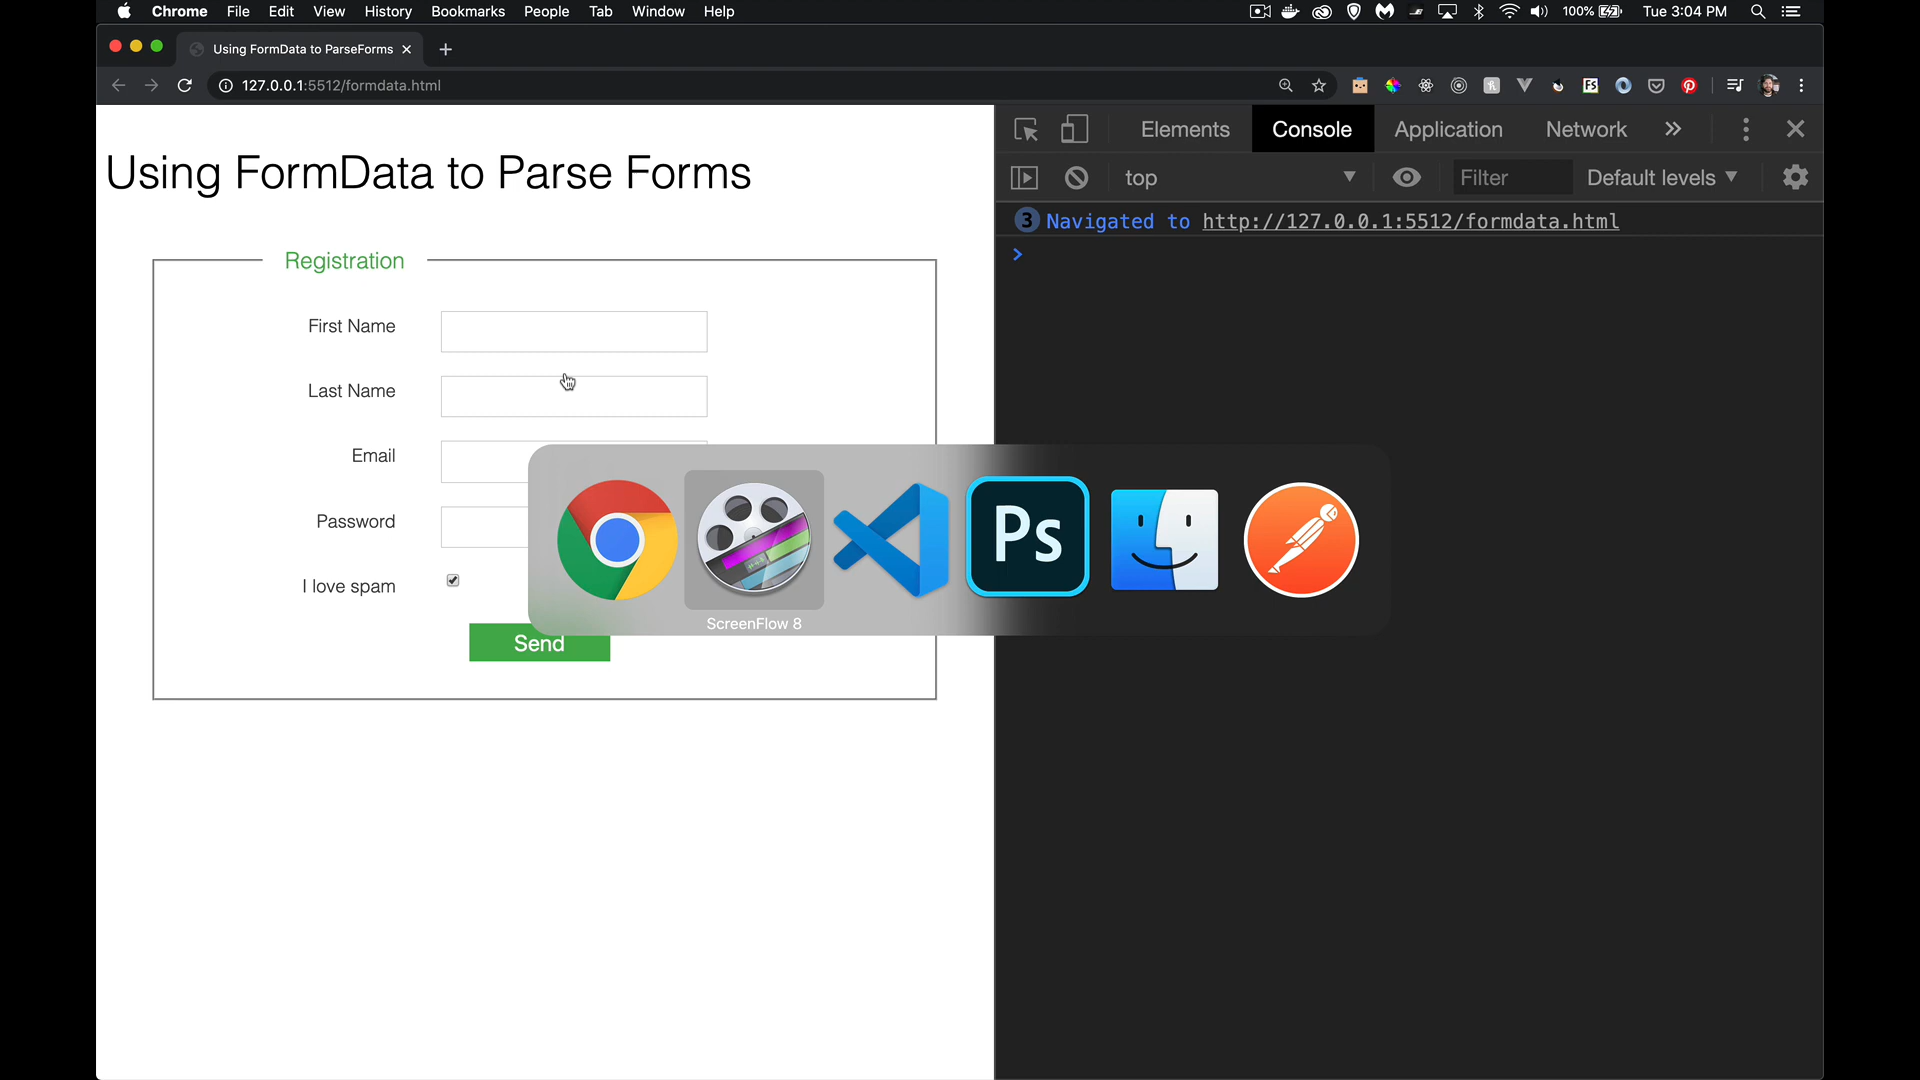 Chrome File Edit View History Bookmarks People Tab Window Help 100% Tue 3:04 PM
Using FormData to ParseForms
127.0.0.1:5512/formdata.html
Using FormData to Parse Forms
Registration
First Name
Last Name
Email
Password
I love spam
Send
Elements Console Application Network
top Filter Default levels
3 Navigated to http://127.0.0.1:5512/formdata.html
Ps
ScreenFlow 8